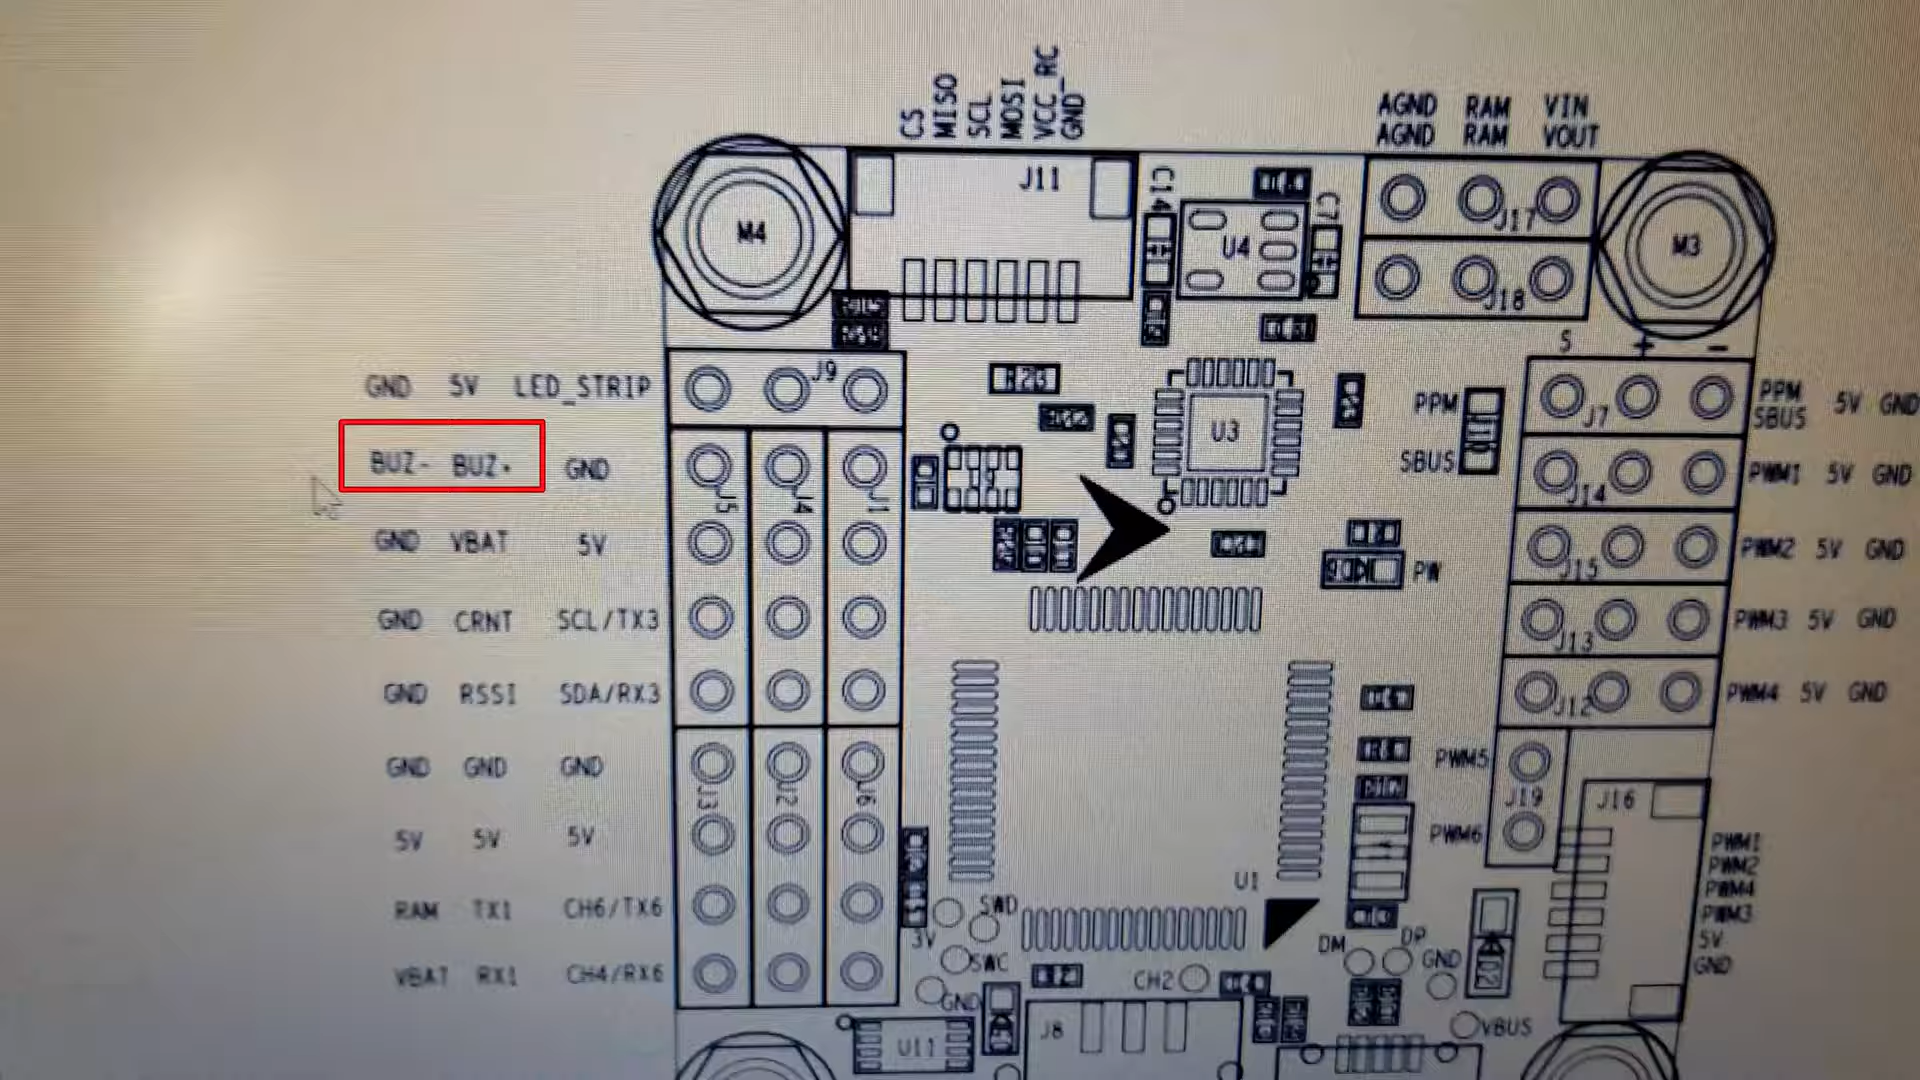 CS
MISO
SCL
MOSI
VCC_RC
GND
AGND RAM VIN
AGND RAM VOUT
M4
J11
C14
U4
C7
J17
J18
M3
S + -
GND 5V LED_STRIP
J9
R23
U3
PPM
SBUS
J7
PPM
SBUS
5V GND
BUZ- BUZ+ GND
J5
J4
J1
J14
PWM1 5V GND
GND VBAT 5V
PW
J15
PWM2 5V GND
GND CRNT SCL/TX3
J13
PWM3 5V GND
GND RSSI SDA/RX3
J12
PWM4 5V GND
GND GND GND
J3
J2
J6
PWM5
J19
J16
5V 5V 5V
PWM6
PWM1
PWM2
PWM4
PWM3
5V
GND
U1
RAM TX1 CH6/TX6
SWD
3V
SWC
DM
DP
GND
VBAT RX1 CH4/RX6
GND
CH2
J8
VBUS
U11